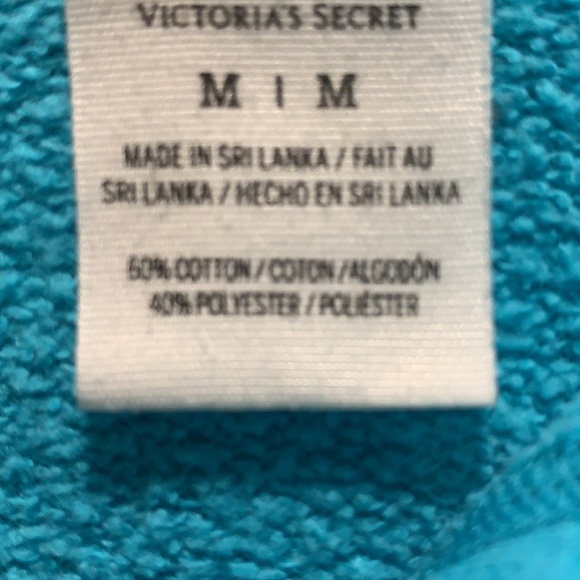 VICTORIA'S SECRET
M | M
MADE IN SRI LANKA / FAIT AU
SRI LANKA / HECHO EN SRI LANKA
60% COTTON / COTON / ALGODÓN
40% POLYESTER / POLIÉSTER